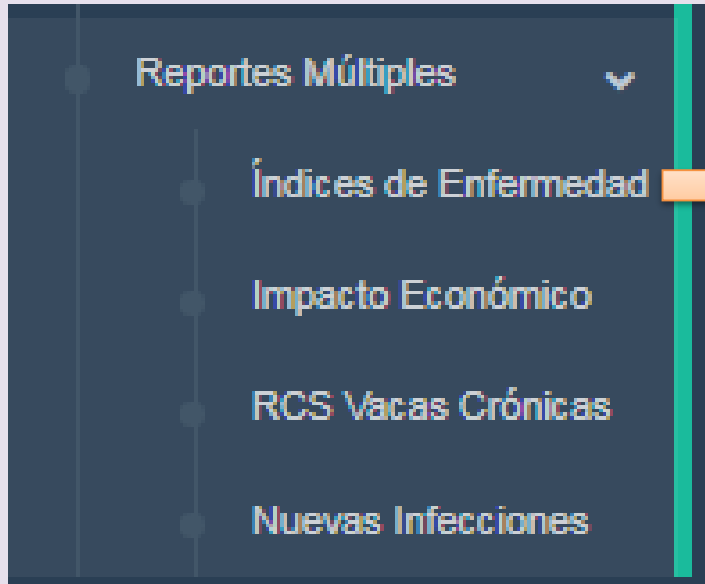 Reportes Múltiples
Índices de Enfermedad
Impacto Económico
RCS Vacas Crónicas
Nuevas Infecciones